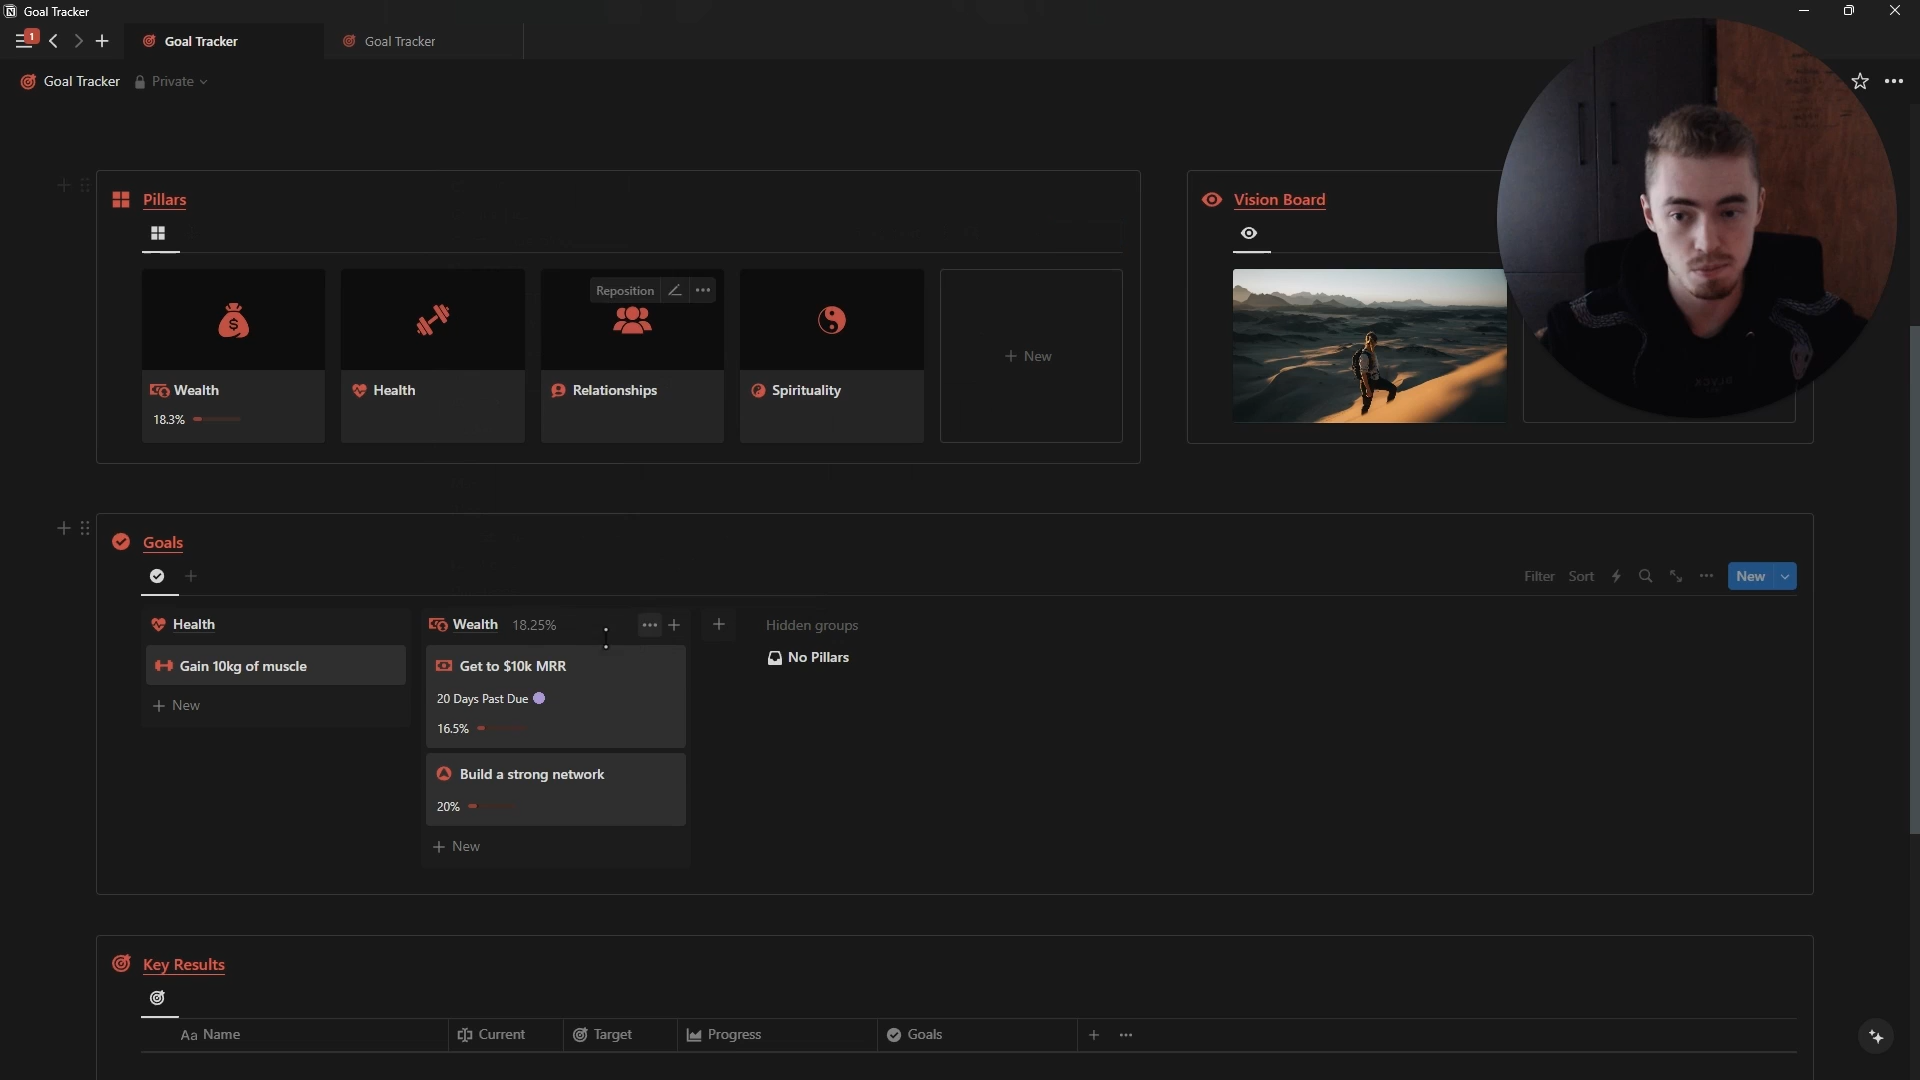 Goal Tracker
1
Goal Tracker
Goal Tracker
Goal Tracker
Private
Pillars
Vision Board
Reposition
Wealth
18.3%
Health
Relationships
Spirituality
New
Goals
Filter
Sort
New
Health
Gain 10kg of muscle
New
Wealth 18.25%
Get to $10k MRR
20 Days Past Due
16.5%
Build a strong network
20%
New
Hidden groups
No Pillars
Key Results
Aa Name
Current
Target
Progress
Goals